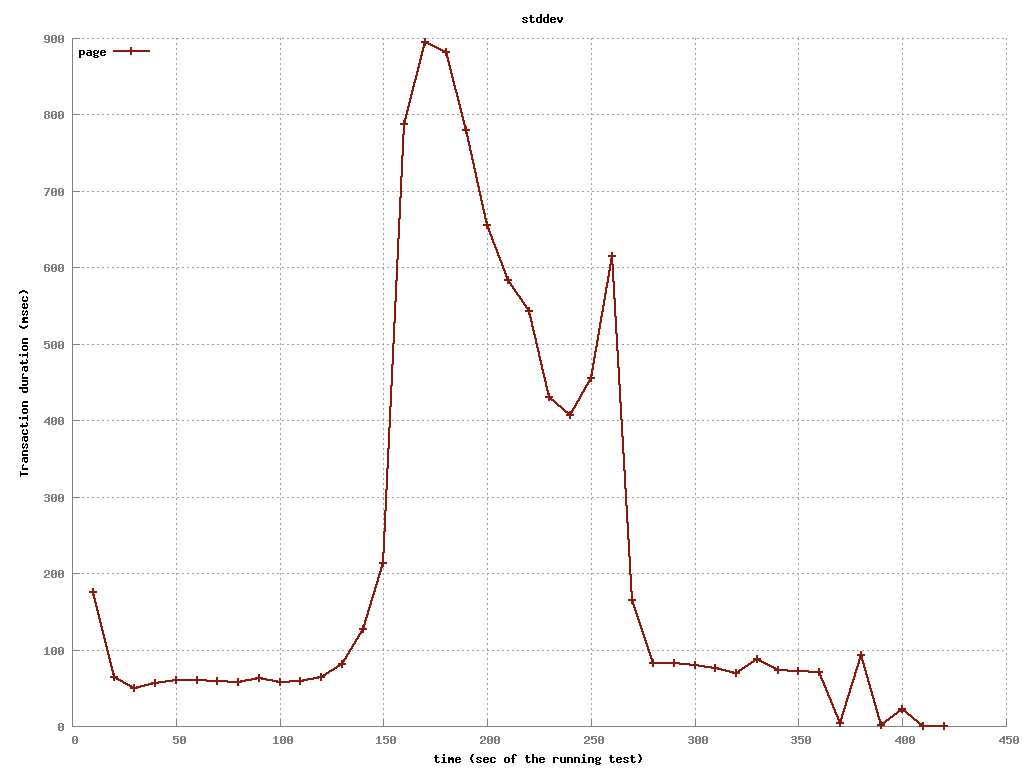 stddev
page
900
800
700
600
500
400
300
200
100
0
Transaction duration (msec)
0 50 100 150 200 250 300 350 400 450
time (sec of the running test)